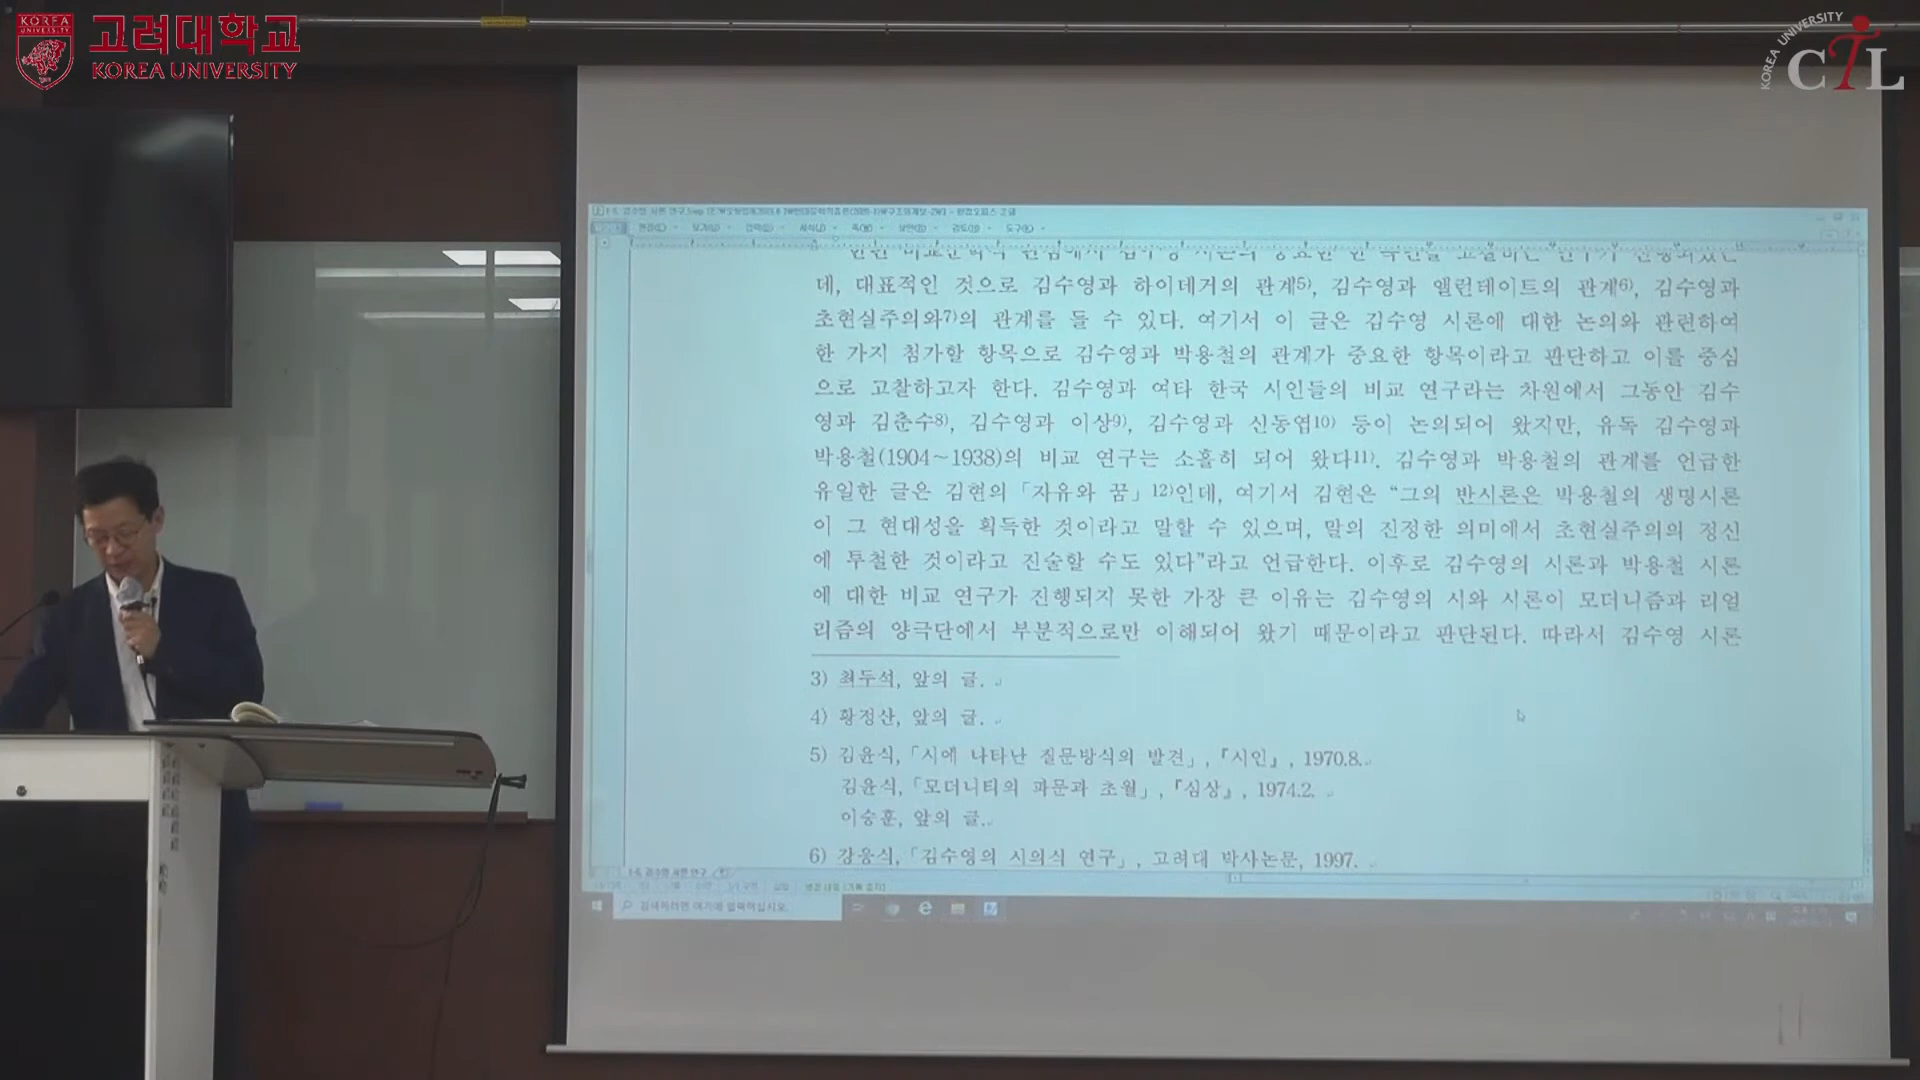 고려대학교
KOREA UNIVERSITY
KOREA UNIVERSITY
KOREA UNIVERSITY
CTL
데, 대표적인 것으로 김수영과 하이데거의 관계5), 김수영과 앨런테이트의 관계6), 김수영과
초현실주의와7)의 관계를 들 수 있다. 여기서 이 글은 김수영 시론에 대한 논의와 관련하여
한 가지 첨가할 항목으로 김수영과 박용철의 관계가 중요한 항목이라고 판단하고 이를 중심
으로 고찰하고자 한다. 김수영과 여타 한국 시인들의 비교 연구라는 차원에서 그동안 김수
영과 김춘수8), 김수영과 이상9), 김수영과 신동엽10) 등이 논의되어 왔지만, 유독 김수영과
박용철(1904~1938)의 비교 연구는 소홀히 되어 왔다11). 김수영과 박용철의 관계를 언급한
유일한 글은 김현의 「자유와 꿈」12)인데, 여기서 김현은 “그의 반시론은 박용철의 생명시론
이 그 현대성을 획득한 것이라고 말할 수 있으며, 말의 진정한 의미에서 초현실주의의 정신
에 투철한 것이라고 진술할 수도 있다”라고 언급한다. 이후로 김수영의 시론과 박용철 시론
에 대한 비교 연구가 진행되지 못한 가장 큰 이유는 김수영의 시와 시론이 모더니즘과 리얼
리즘의 양극단에서 부분적으로만 이해되어 왔기 때문이라고 판단된다. 따라서 김수영 시론
3) 최두석, 앞의 글.
4) 황정산, 앞의 글.
5) 김윤식, 「시에 나타난 질문방식의 발견」, 『시인』, 1970.8.
김윤식, 「모더니티의 파문과 초월」, 『심상』, 1974.2.
이승훈, 앞의 글.
6) 강웅식, 「김수영의 시의식 연구」, 고려대 박사논문, 1997.